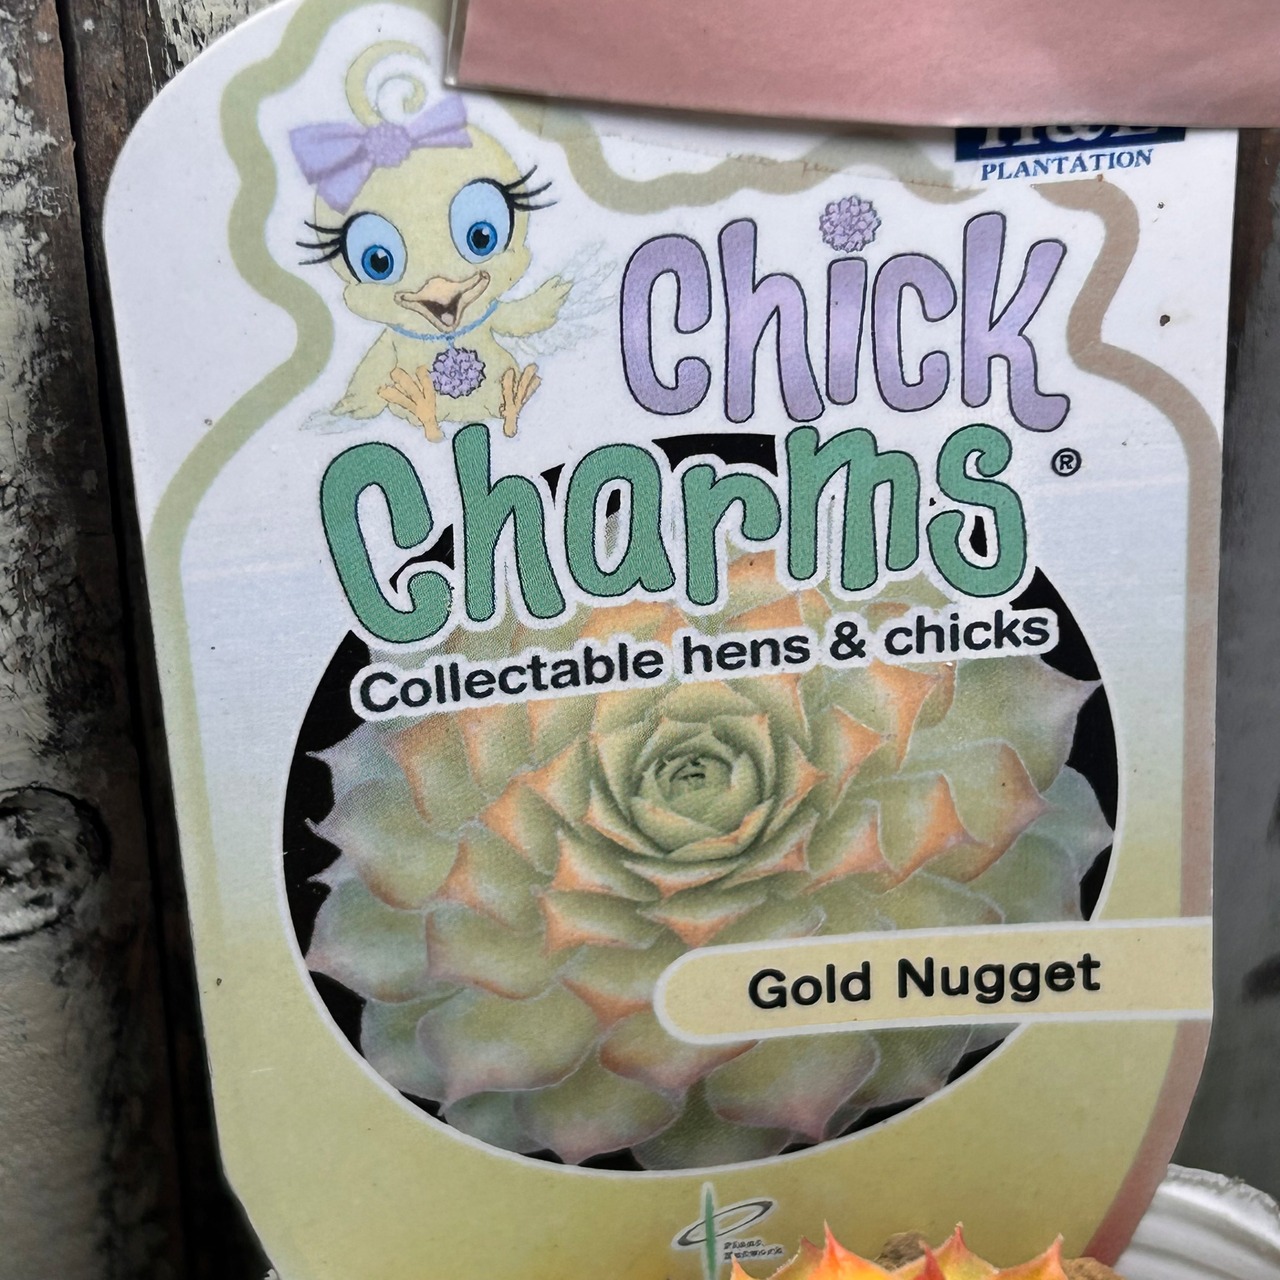 PLANTATION
Chick
Charms ®
Collectable hens & chicks
Gold Nugget